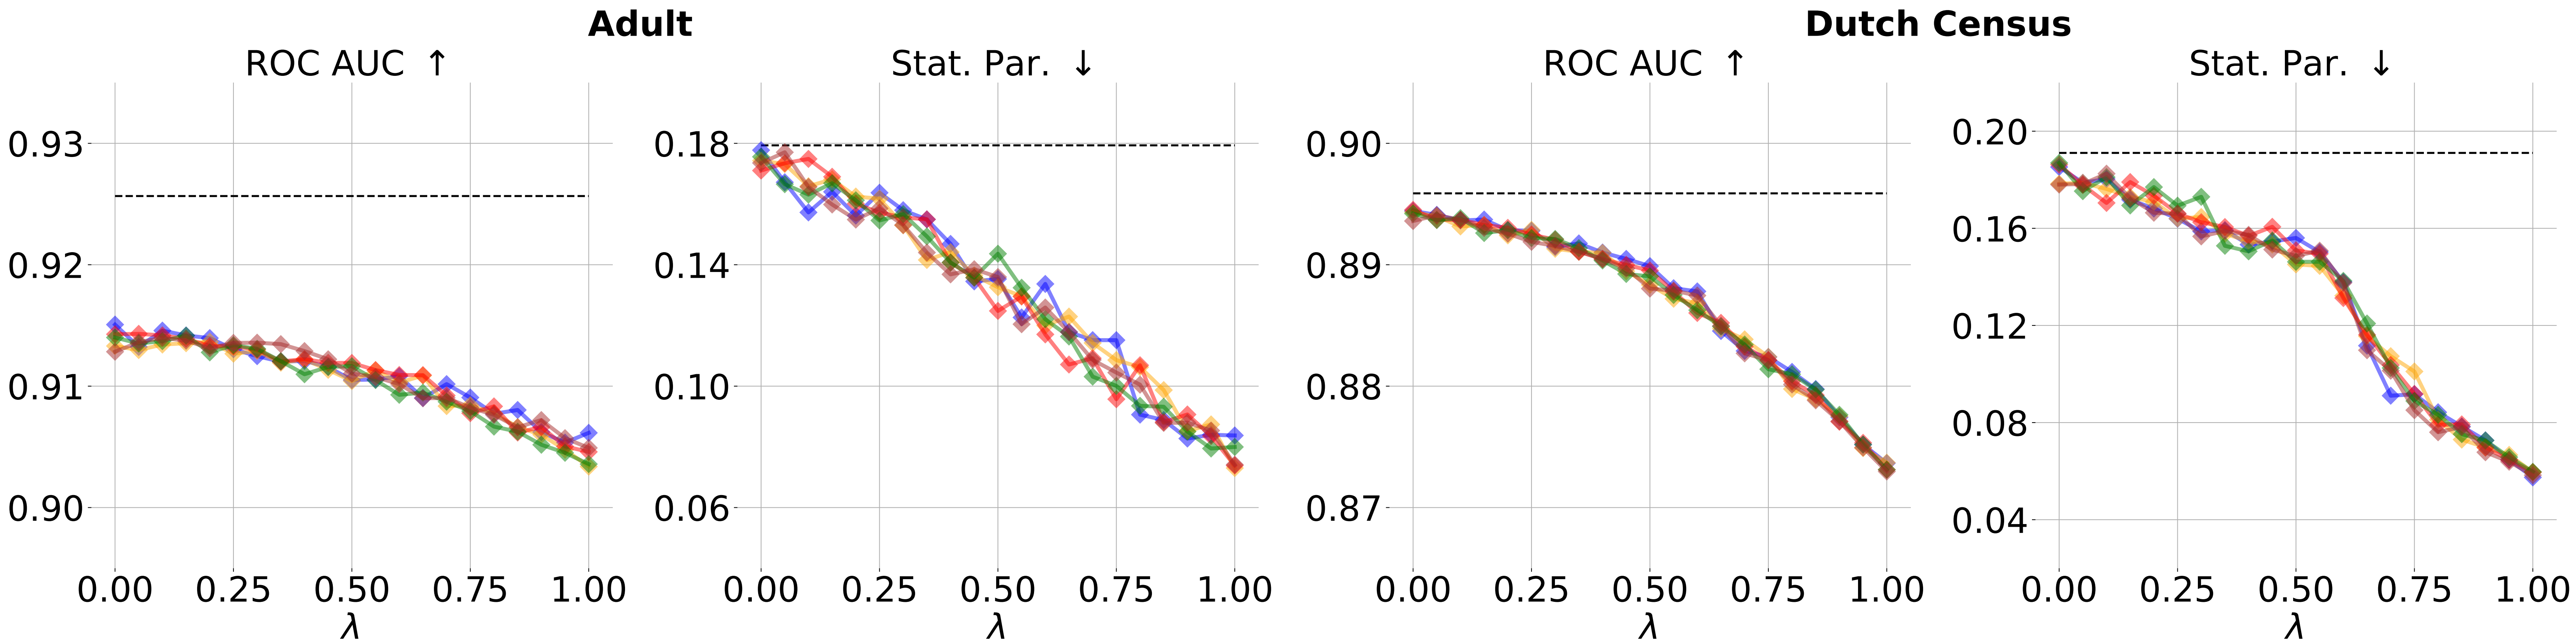 Adult
Dutch Census
ROC AUC ↑
Stat. Par. ↓
ROC AUC ↑
Stat. Par. ↓
0.93
0.92
0.91
0.90
0.00 0.25 0.50 0.75 1.00
λ
0.18
0.14
0.10
0.06
0.00 0.25 0.50 0.75 1.00
λ
0.90
0.89
0.88
0.87
0.00 0.25 0.50 0.75 1.00
λ
0.20
0.16
0.12
0.08
0.04
0.00 0.25 0.50 0.75 1.00
λ